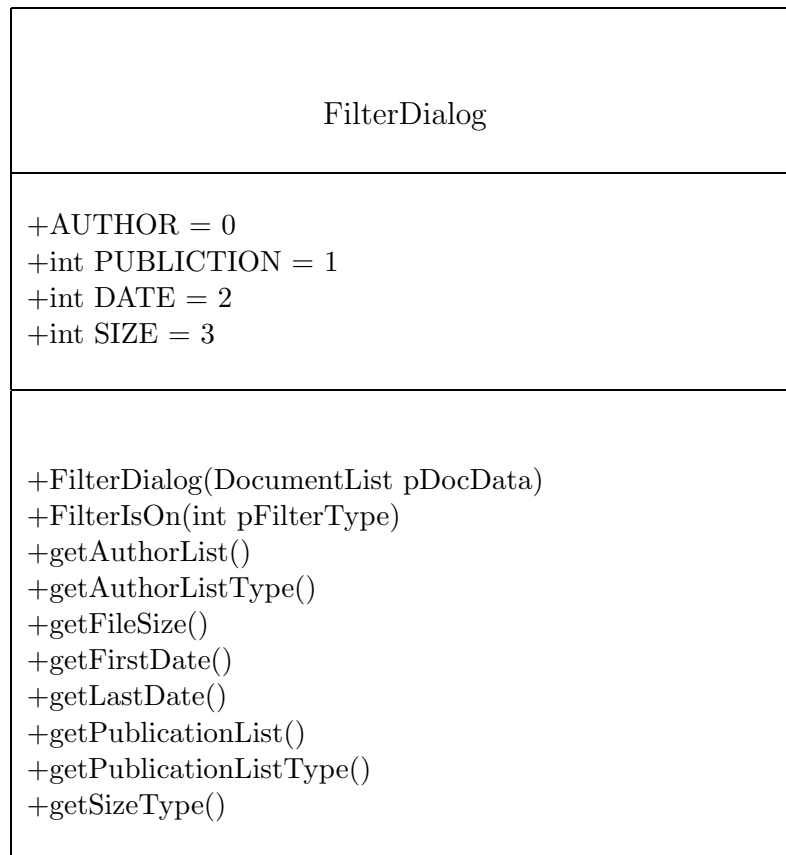 FilterDialog
+AUTHOR = 0
+int PUBLICTION = 1
+int DATE = 2
+int SIZE = 3
+FilterDialog(DocumentList pDocData)
+FilterIsOn(int pFilterType)
+getAuthorList()
+getAuthorListType()
+getFileSize()
+getFirstDate()
+getLastDate()
+getPublicationList()
+getPublicationListType()
+getSizeType()